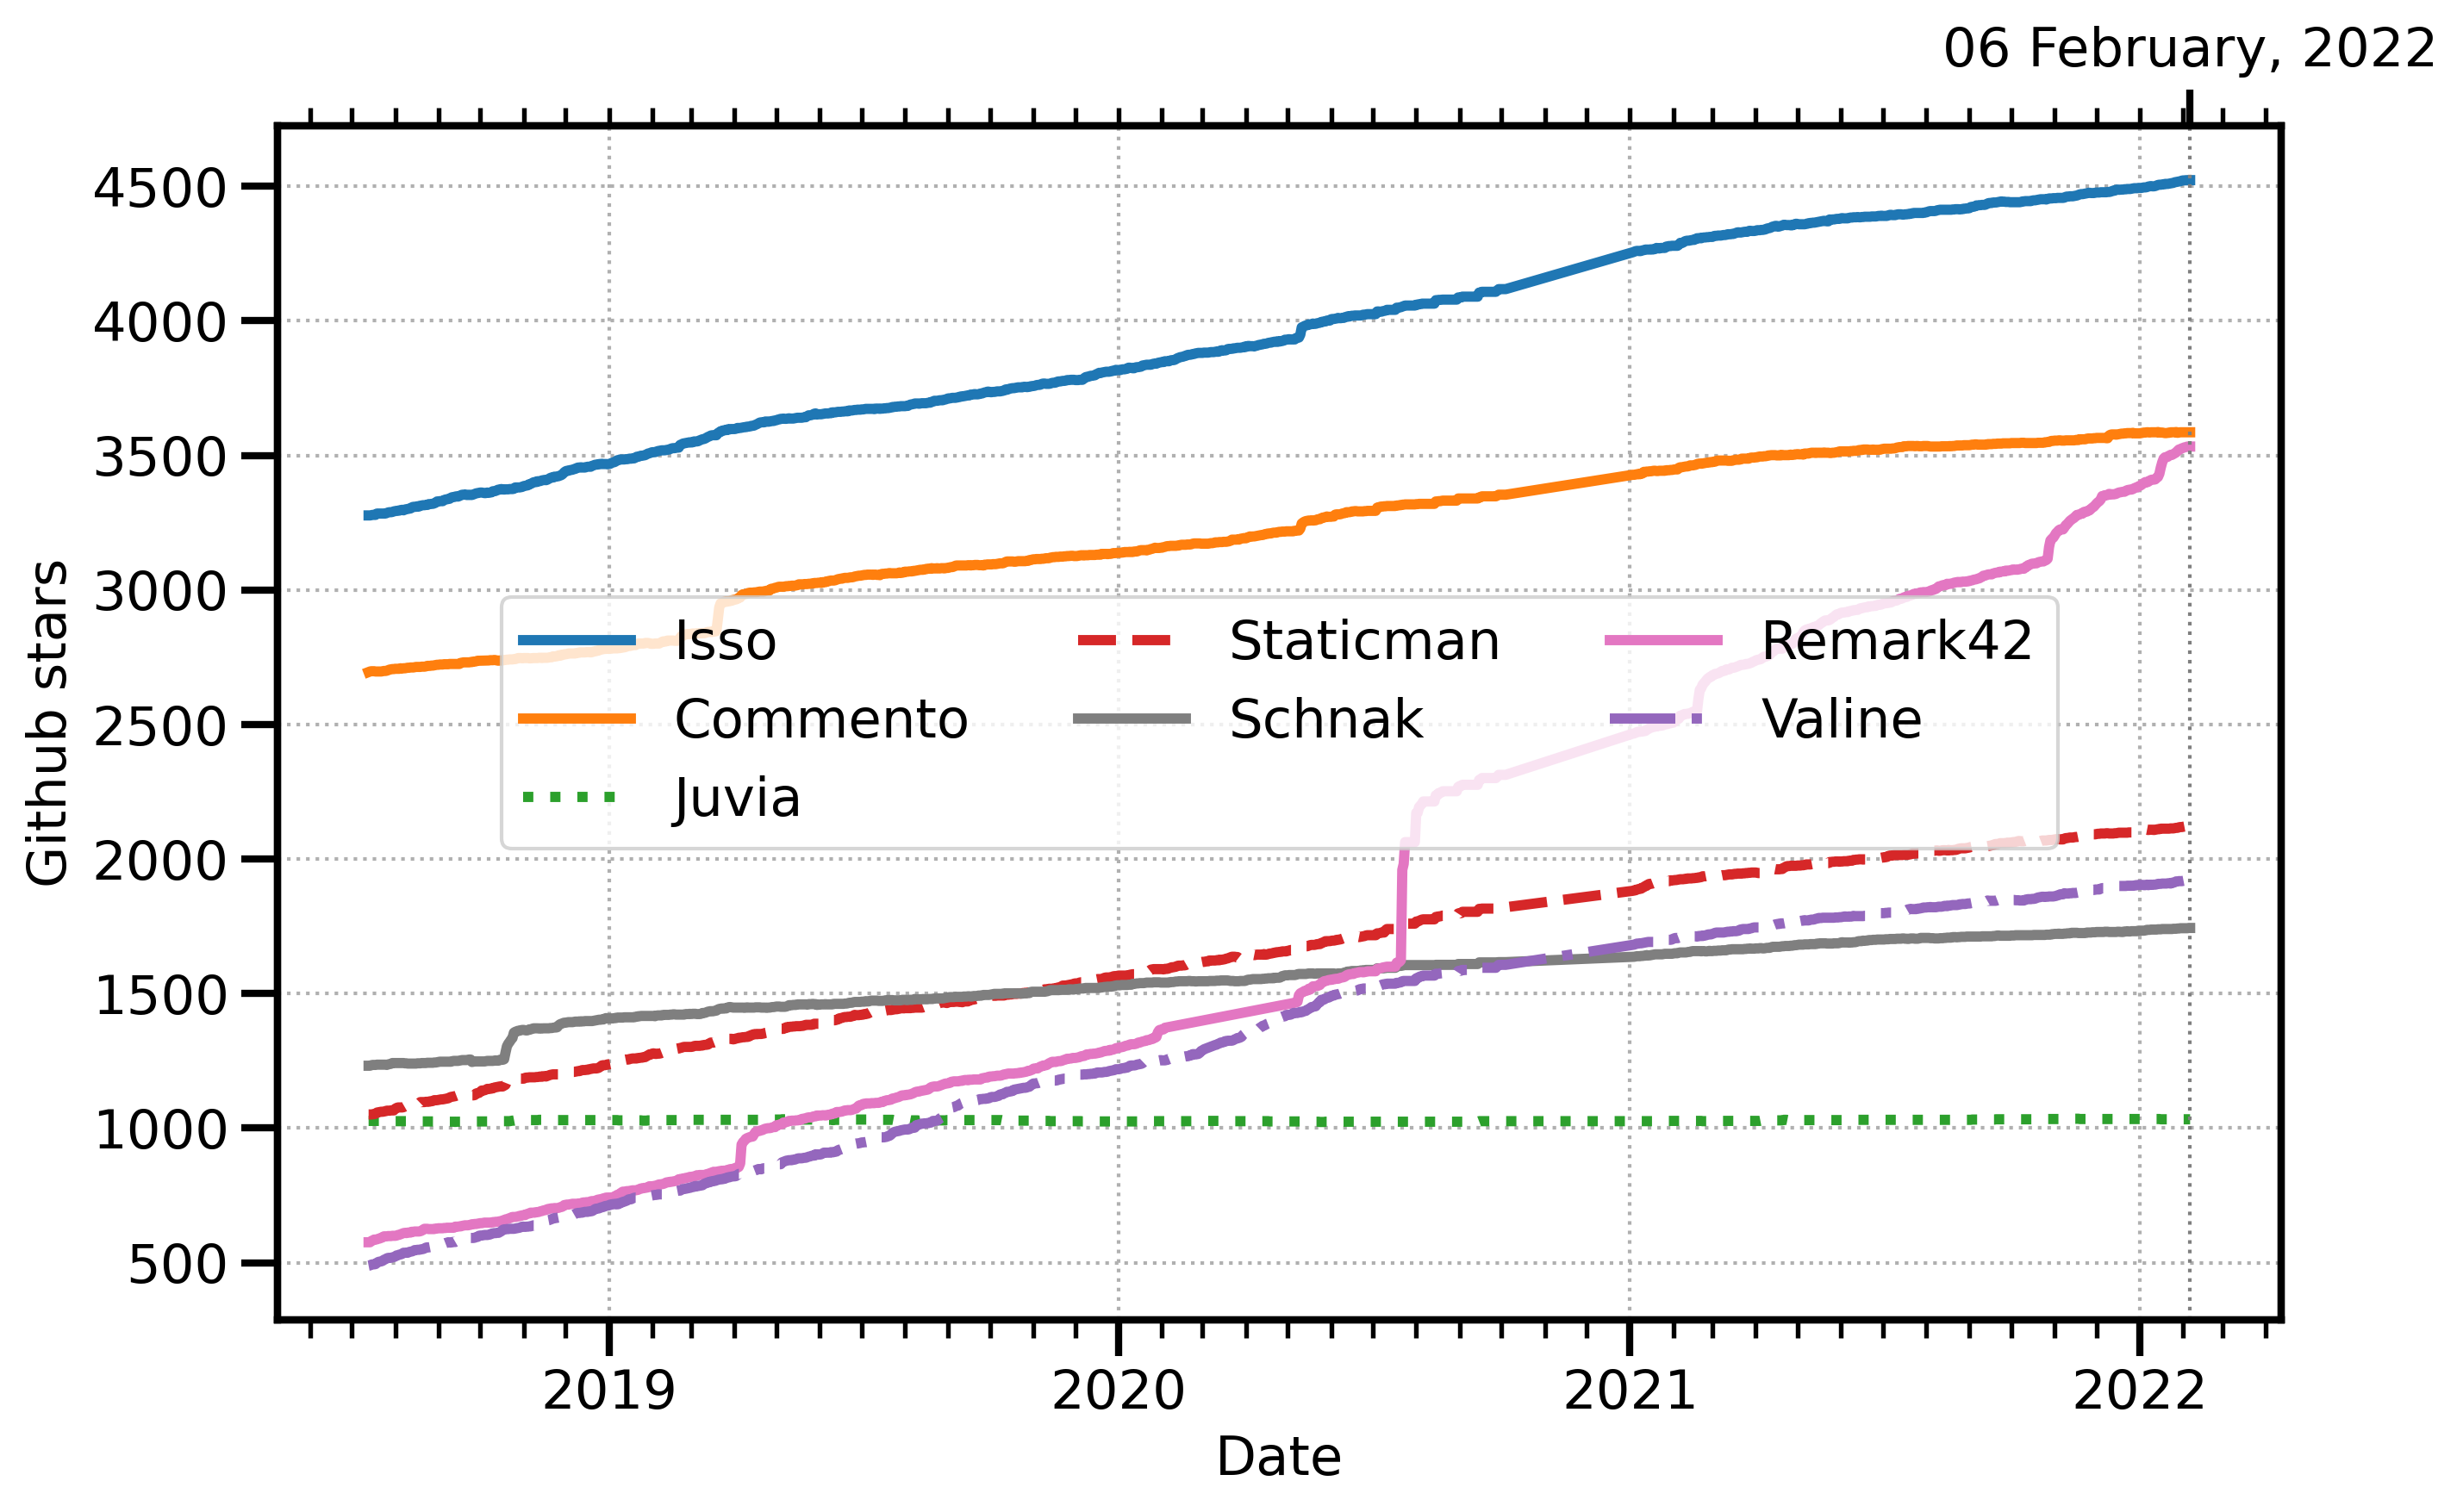 06 February, 2022
4500
4000
3500
3000
2500
2000
1500
1000
500
Github stars
Isso
Commento
Juvia
Staticman
Schnak
Remark42
Valine
2019
2020
2021
2022
Date